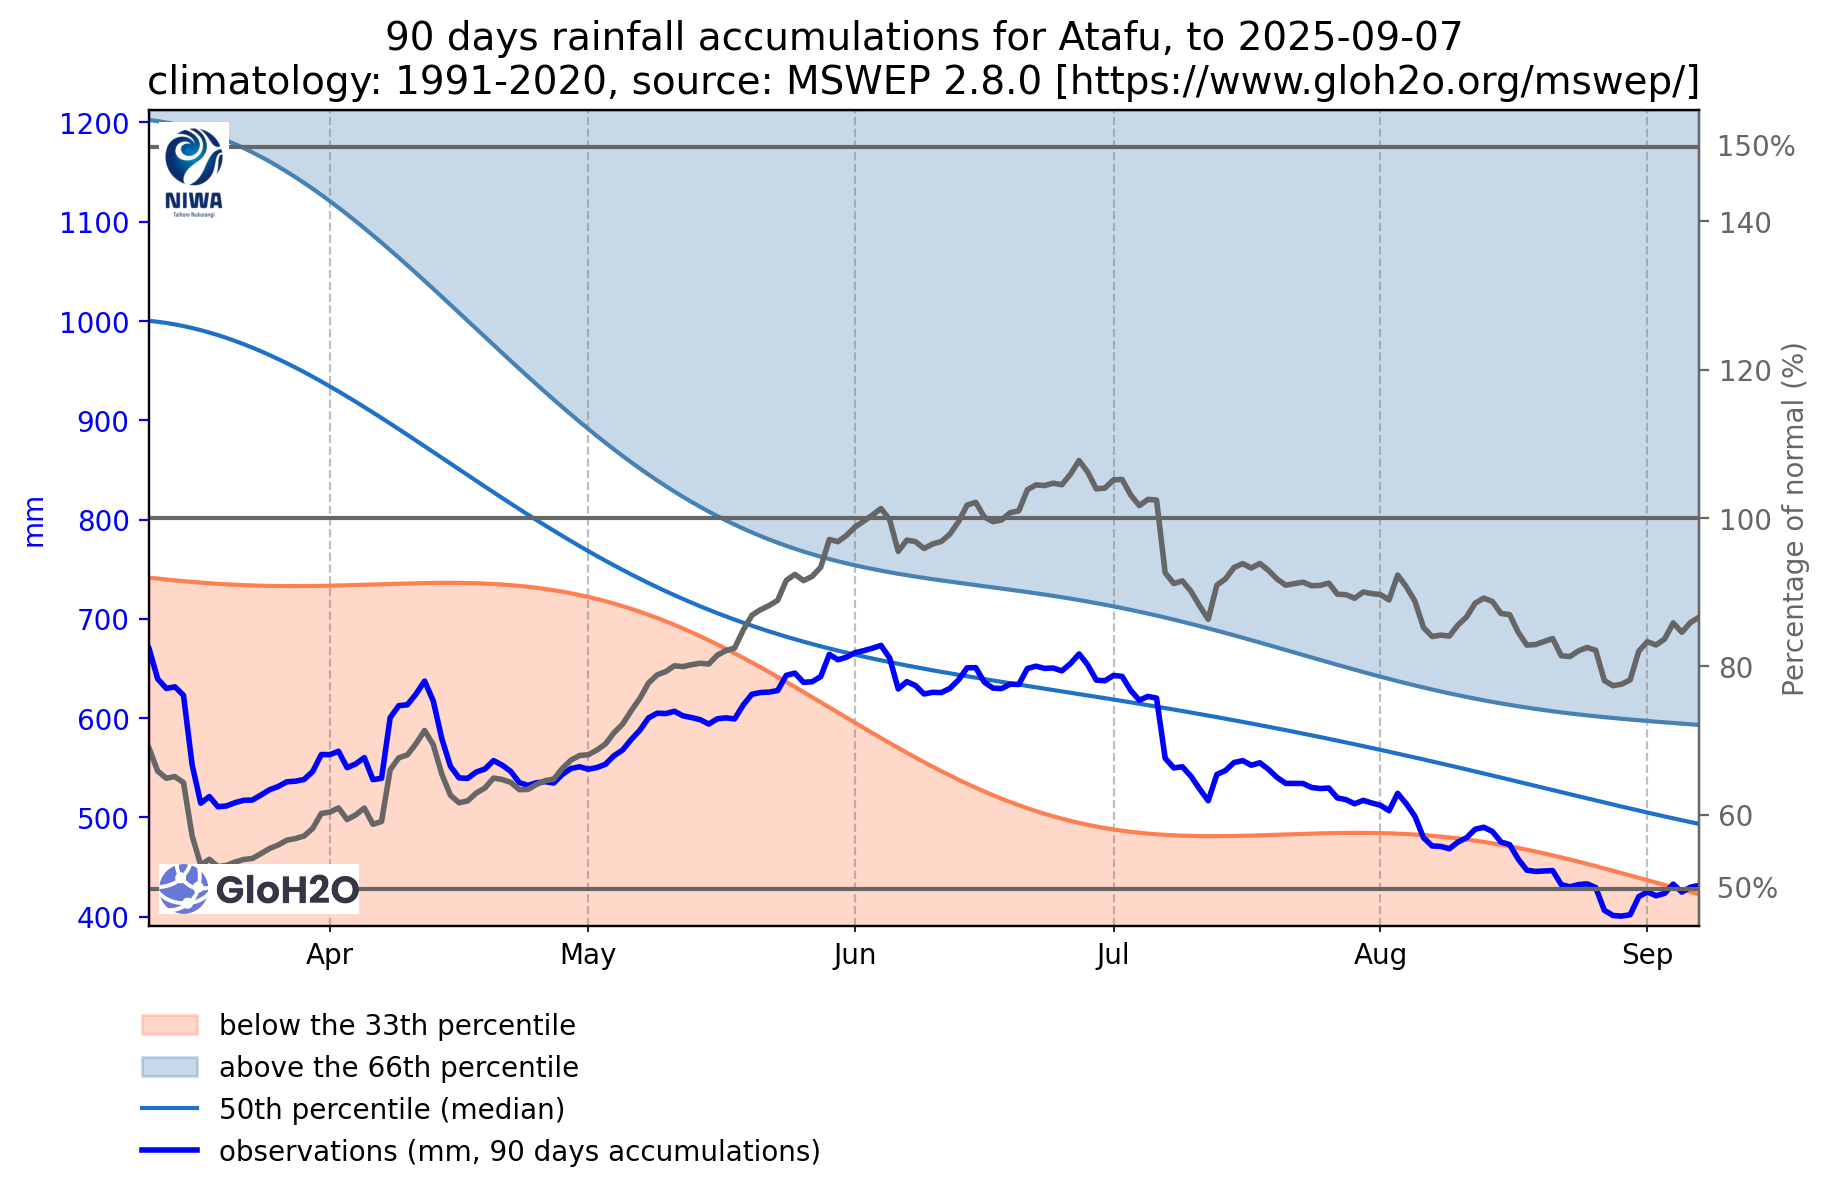 90 days rainfall accumulations for Atafu, to 2025-09-07
climatology: 1991-2020, source: MSWEP 2.8.0 [https://www.gloh2o.org/mswep/]
1200
1100
1000
900
800
700
600
500
400
mm
150%
140
120
100
80
60
50%
Percentage of normal (%)
NIWA
Taihoro Nukurangi
GloH2O
Apr
May
Jun
Jul
Aug
Sep
below the 33th percentile
above the 66th percentile
50th percentile (median)
observations (mm, 90 days accumulations)